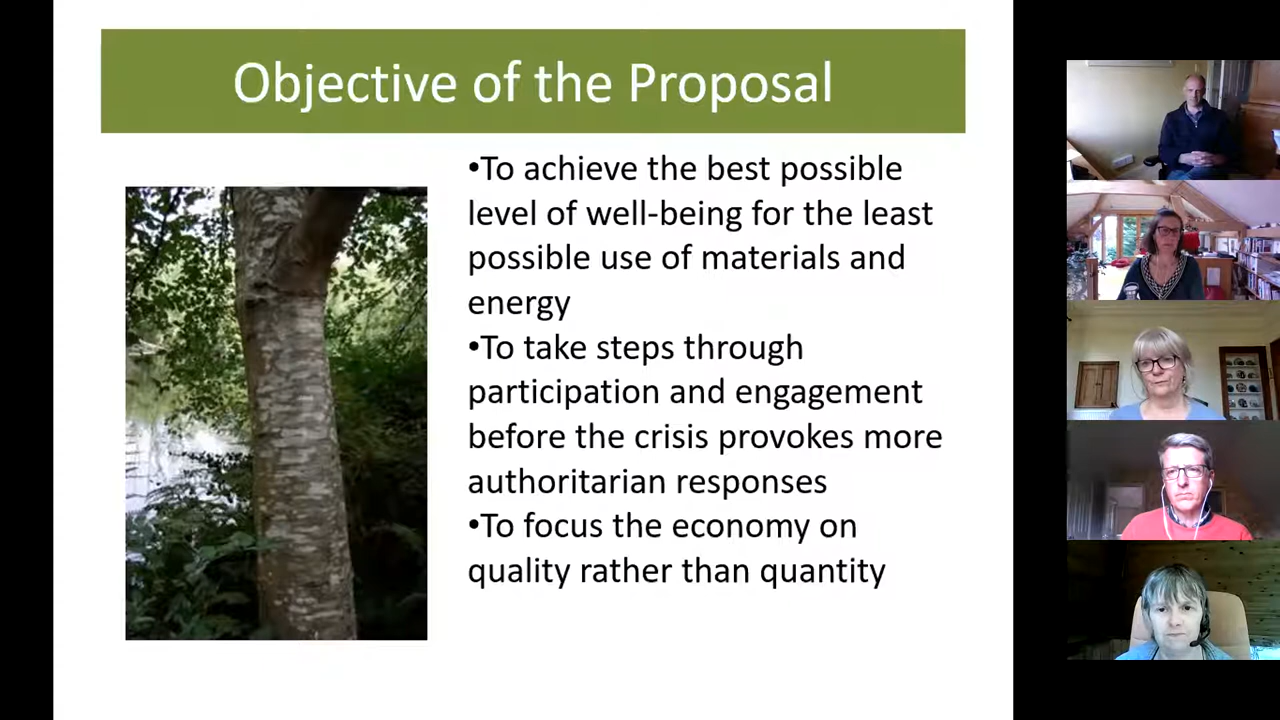 Objective of the Proposal
•To achieve the best possible
level of well-being for the least
possible use of materials and
energy
•To take steps through
participation and engagement
before the crisis provokes more
authoritarian responses
•To focus the economy on
quality rather than quantity